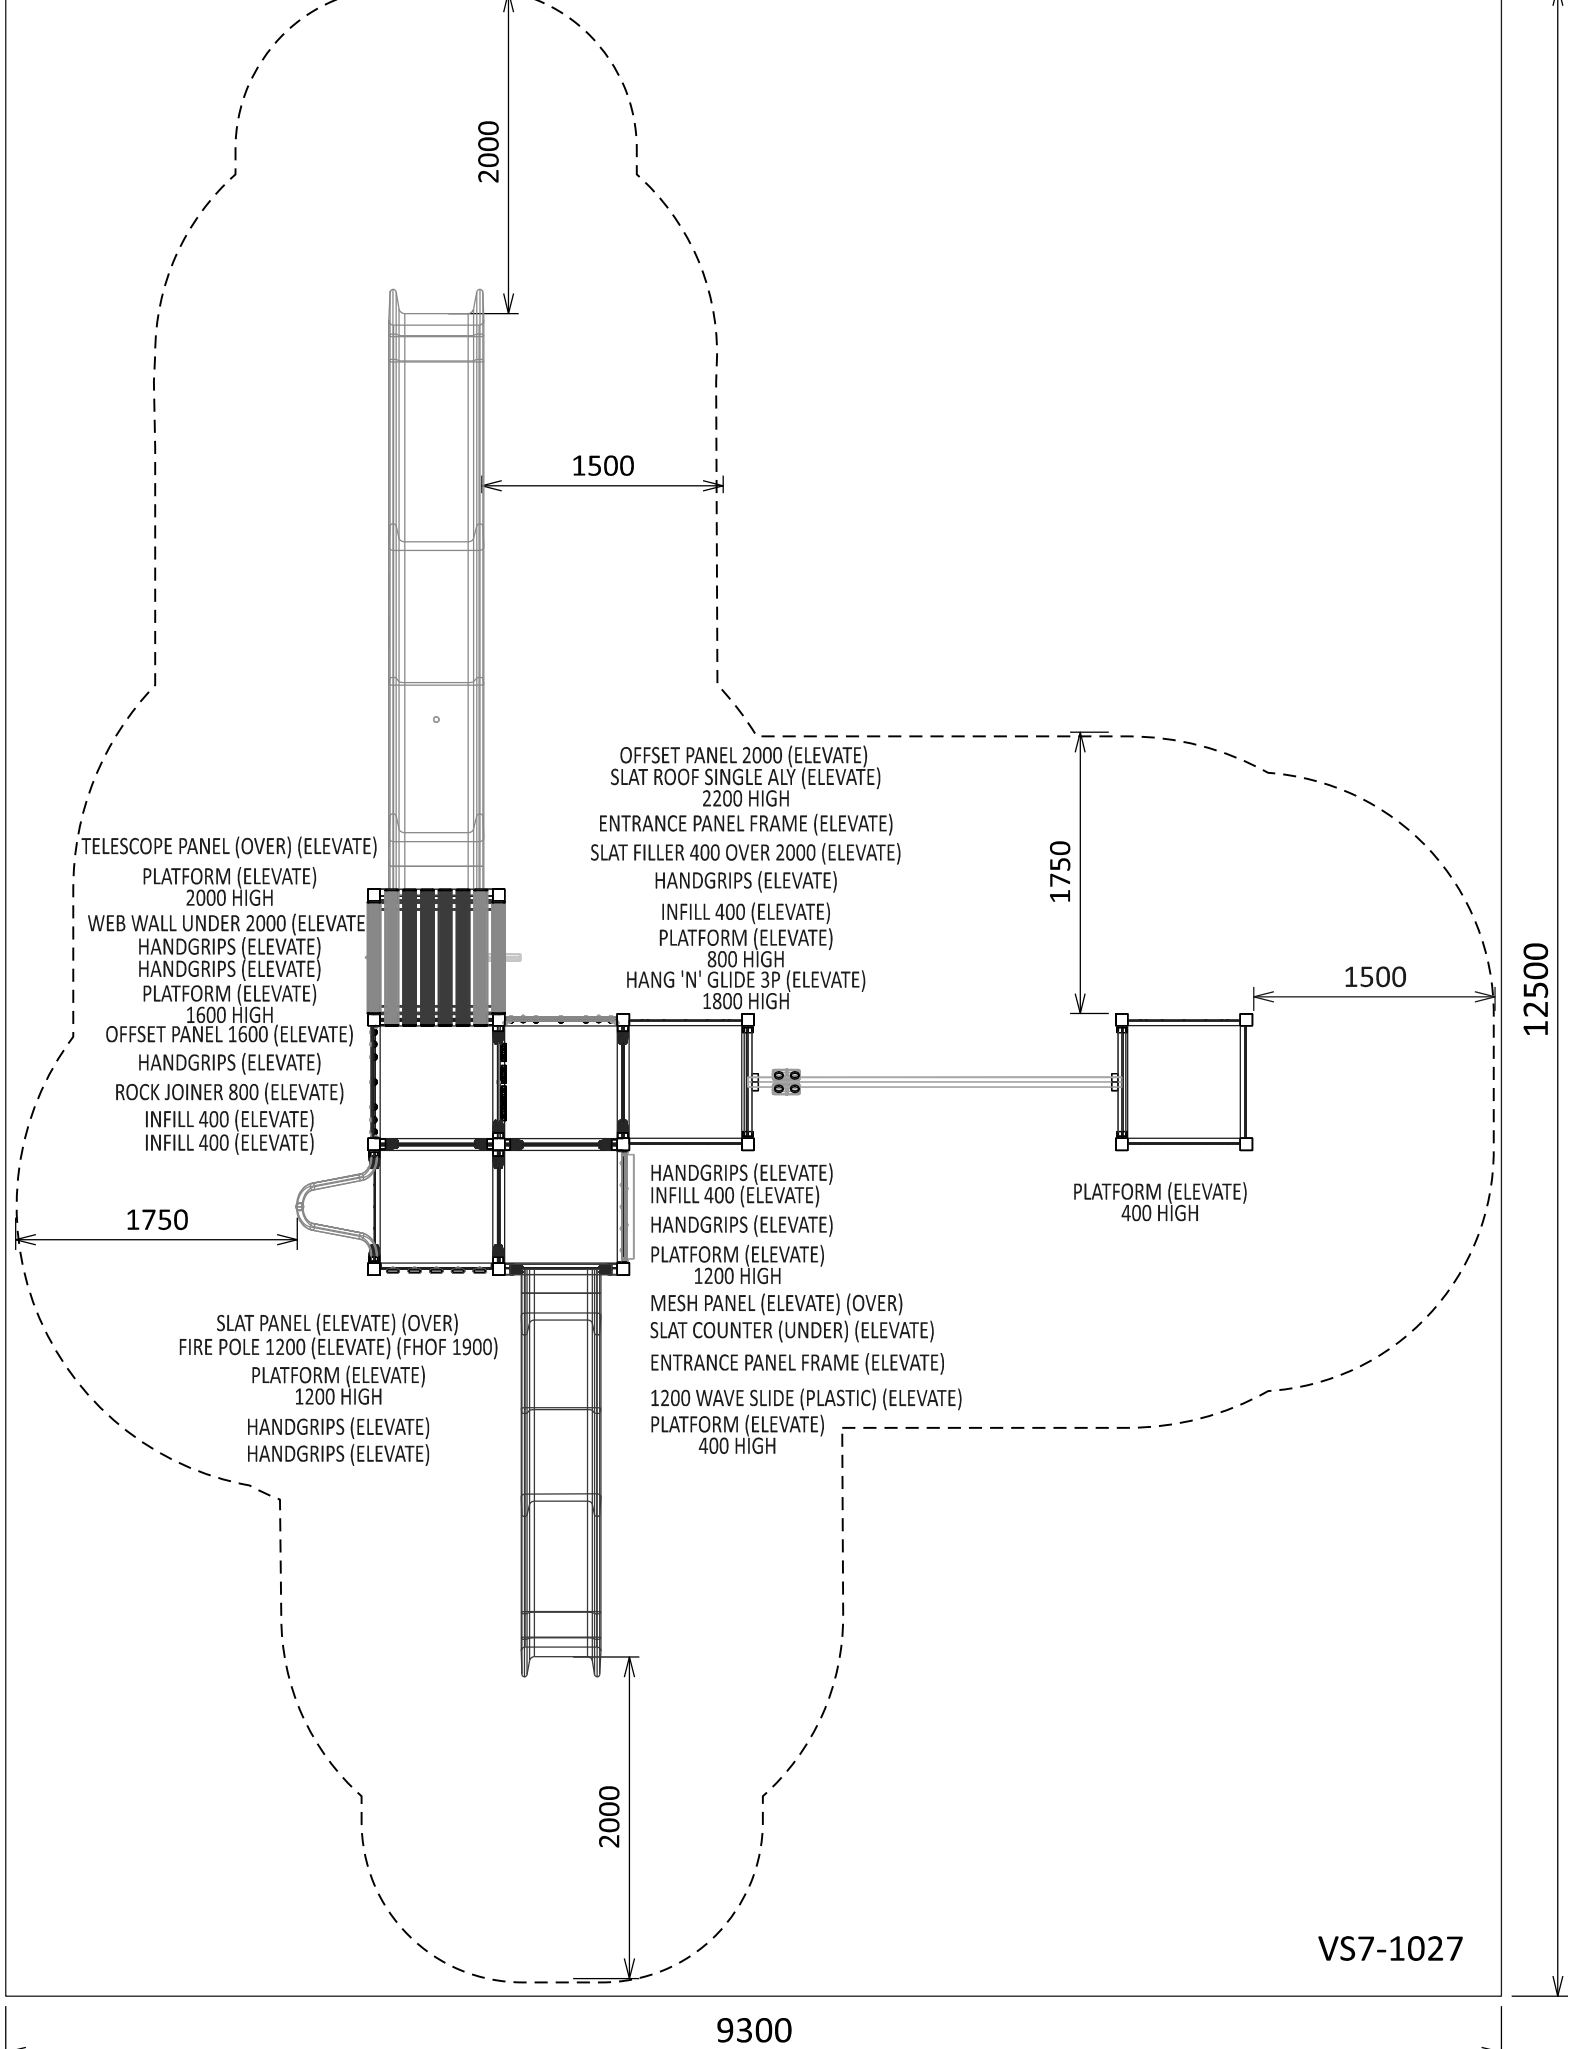 2000
1500
OFFSET PANEL 2000 (ELEVATE)
SLAT ROOF SINGLE ALY (ELEVATE)
2200 HIGH
ENTRANCE PANEL FRAME (ELEVATE)
SLAT FILLER 400 OVER 2000 (ELEVATE)
HANDGRIPS (ELEVATE)
INFILL 400 (ELEVATE)
PLATFORM (ELEVATE)
800 HIGH
HANG 'N' GLIDE 3P (ELEVATE)
1800 HIGH
TELESCOPE PANEL (OVER) (ELEVATE)
PLATFORM (ELEVATE)
2000 HIGH
WEB WALL UNDER 2000 (ELEVATE
HANDGRIPS (ELEVATE)
HANDGRIPS (ELEVATE)
PLATFORM (ELEVATE)
1600 HIGH
OFFSET PANEL 1600 (ELEVATE)
HANDGRIPS (ELEVATE)
ROCK JOINER 800 (ELEVATE)
INFILL 400 (ELEVATE)
INFILL 400 (ELEVATE)
1750
1500
12500
1750
HANDGRIPS (ELEVATE)
INFILL 400 (ELEVATE)
HANDGRIPS (ELEVATE)
PLATFORM (ELEVATE)
1200 HIGH
MESH PANEL (ELEVATE) (OVER)
SLAT COUNTER (UNDER) (ELEVATE)
ENTRANCE PANEL FRAME (ELEVATE)
1200 WAVE SLIDE (PLASTIC) (ELEVATE)
PLATFORM (ELEVATE)
400 HIGH
PLATFORM (ELEVATE)
400 HIGH
SLAT PANEL (ELEVATE) (OVER)
FIRE POLE 1200 (ELEVATE) (FHOF 1900)
PLATFORM (ELEVATE)
1200 HIGH
HANDGRIPS (ELEVATE)
HANDGRIPS (ELEVATE)
2000
VS7-1027
9300